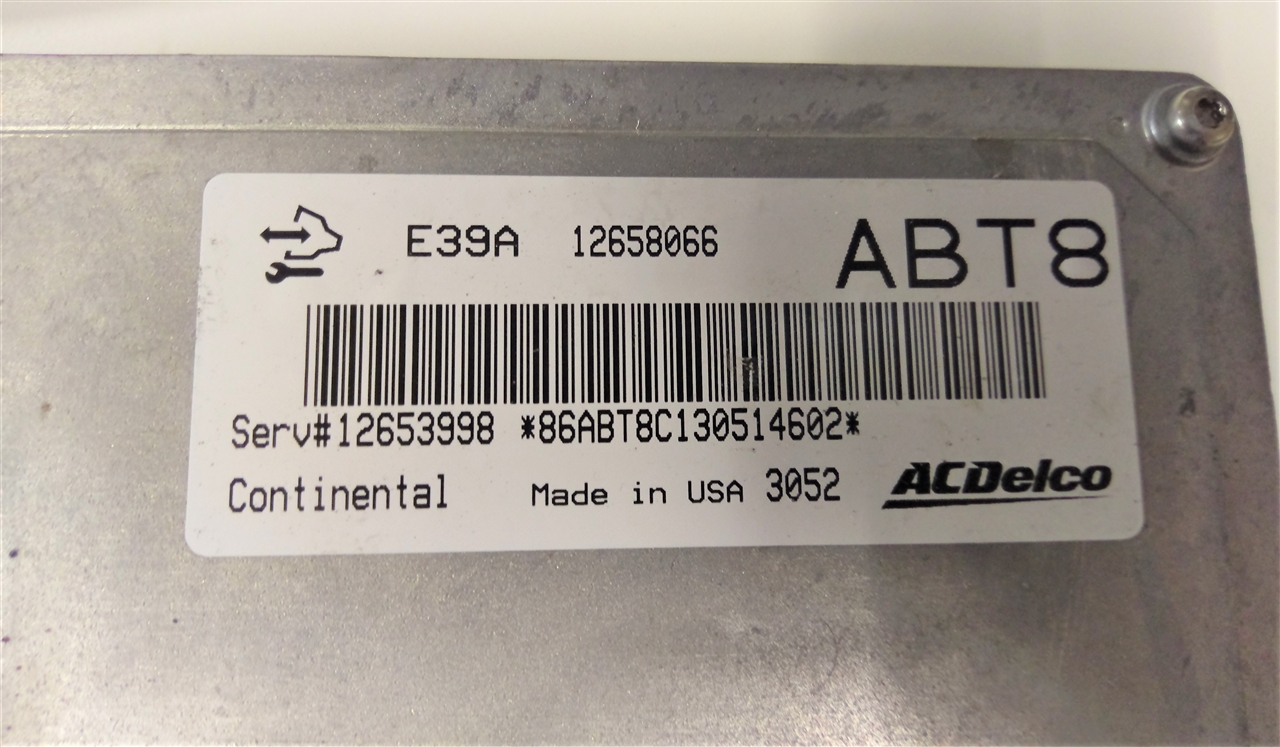 E39A 12658066 ABT8
Serv#12653998 *86ABT8C130514602*
Continental Made in USA 3052 ACDelco